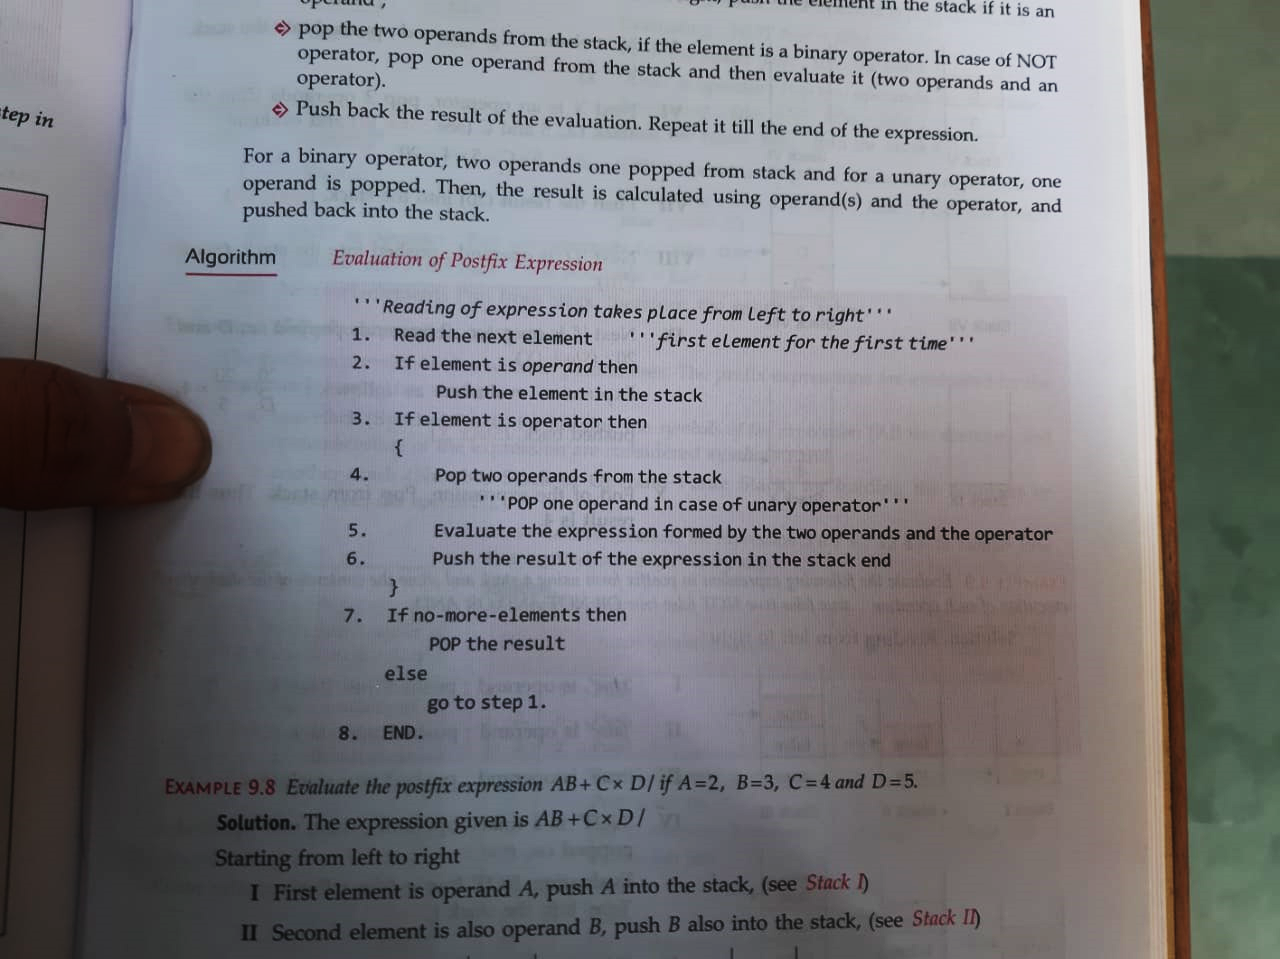 operand,
push the element in the stack if it is an
pop the two operands from the stack, if the element is a binary operator. In case of NOT
operator, pop one operand from the stack and then evaluate it (two operands and an
operator).
Push back the result of the evaluation. Repeat it till the end of the expression.
tep in
For a binary operator, two operands one popped from stack and for a unary operator, one
operand is popped. Then, the result is calculated using operand(s) and the operator, and
pushed back into the stack.
Algorithm Evaluation of Postfix Expression
'''Reading of expression takes place from left to right'''
1. Read the next element '''first element for the first time'''
2. If element is operand then
Push the element in the stack
3. If element is operator then
{
4. Pop two operands from the stack
'''POP one operand in case of unary operator'''
5. Evaluate the expression formed by the two operands and the operator
6. Push the result of the expression in the stack end
}
7. If no-more-elements then
POP the result
else
go to step 1.
8. END.
EXAMPLE 9.8 Evaluate the postfix expression AB+C× D/ if A=2, B=3, C=4 and D=5.
Solution. The expression given is AB+C×D/
Starting from left to right
I First element is operand A, push A into the stack, (see Stack I)
II Second element is also operand B, push B also into the stack, (see Stack II)